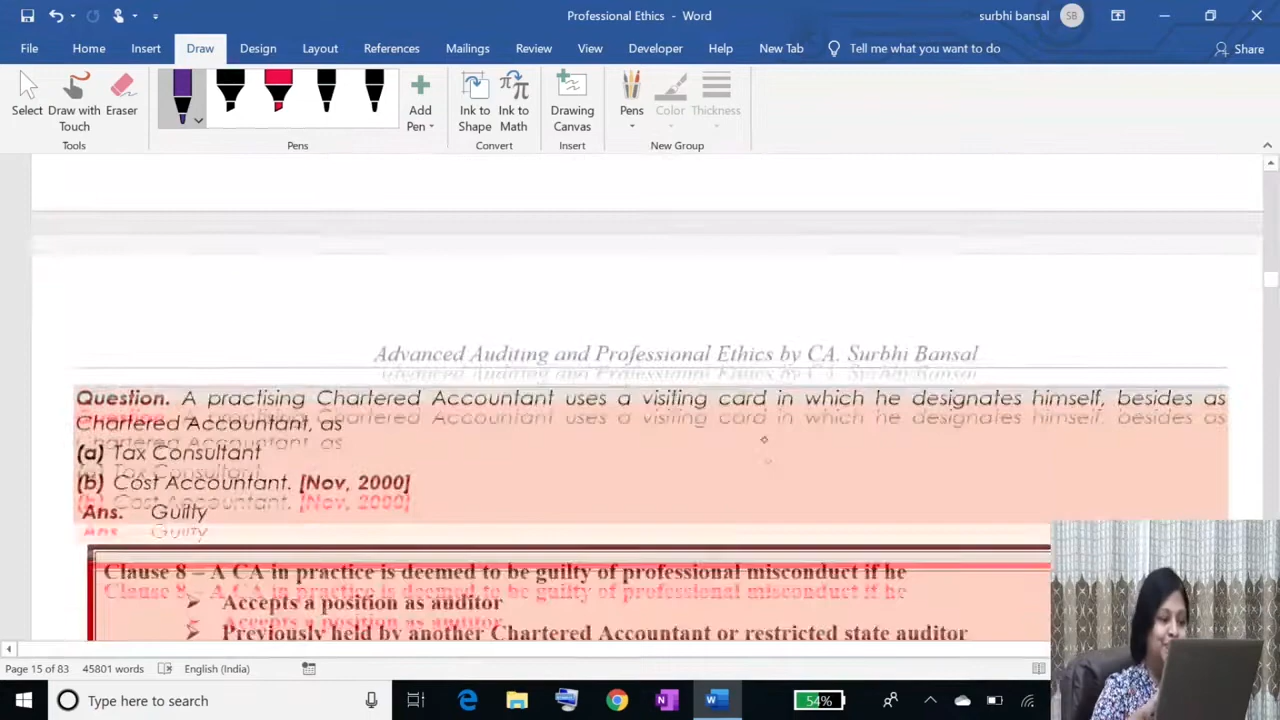 Professional Ethics - Word
surbhi bansal SB
File Home Insert Draw Design Layout References Mailings Review View Developer Help New Tab Tell me what you want to do Share
Select Draw with Touch Eraser
Add Pen
Ink to Shape Ink to Math
Drawing Canvas
Pens Color Thickness
Tools Pens Convert Insert New Group
Advanced Auditing and Professional Ethics by CA. Surbhi Bansal
Question. A practising Chartered Accountant uses a visiting card in which he designates himself, besides as
Chartered Accountant, as
(a) Tax Consultant
(b) Cost Accountant. [Nov, 2000]
Ans. Guilty
Clause 8 – A CA in practice is deemed to be guilty of professional misconduct if he
➤ Accepts a position as auditor
➤ Previously held by another Chartered Accountant or restricted state auditor
Page 15 of 83 45801 words English (India)
Type here to search 54%